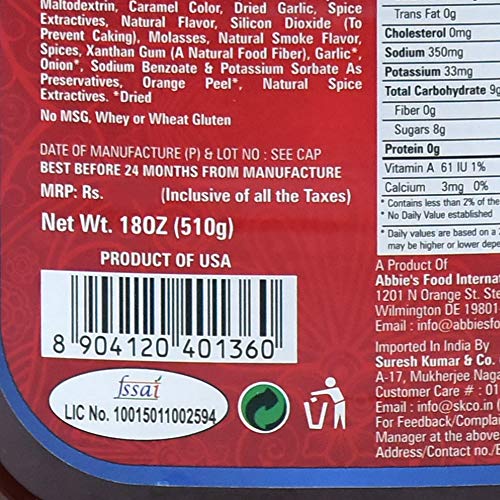 Maltodextrin, Caramel Color, Dried Garlic, Spice
Extractives, Natural Flavor, Silicon Dioxide (To
Prevent Caking), Molasses, Natural Smoke Flavor,
Spices, Xanthan Gum (A Natural Food Fiber), Garlic*,
Onion*, Sodium Benzoate & Potassium Sorbate As
Preservatives, Orange Peel*, Natural Spice
Extractives. *Dried
No MSG, Whey or Wheat Gluten
DATE OF MANUFACTURE (P) & LOT NO : SEE CAP
BEST BEFORE 24 MONTHS FROM MANUFACTURE
MRP: Rs. (Inclusive of all the Taxes)
Net Wt. 18OZ (510g)
PRODUCT OF USA
8 904120 401360
fssai
LIC No. 10015011002594
Trans Fat 0g
Cholesterol 0mg
Sodium 350mg
Potassium 33mg
Total Carbohydrate 9g
Fiber 0g
Sugars 8g
Protein 0g
Vitamin A 61 IU 1%
Calcium 3mg 0%
* Contains less than 2% of the
* No Daily Value established
* Daily values are based on a 2
may be higher or lower depe
A Product Of
Abbie's Food Internat
1201 N Orange St. Ste
Wilmington DE 19801
Email : info@abbiesfo
Imported In India By
Suresh Kumar & Co.
A-17, Mukherjee Naga
Customer Care # : 01
Email : info@skco.in (
For Feedback/Complai
Manager at the above
Address/Contact no./E